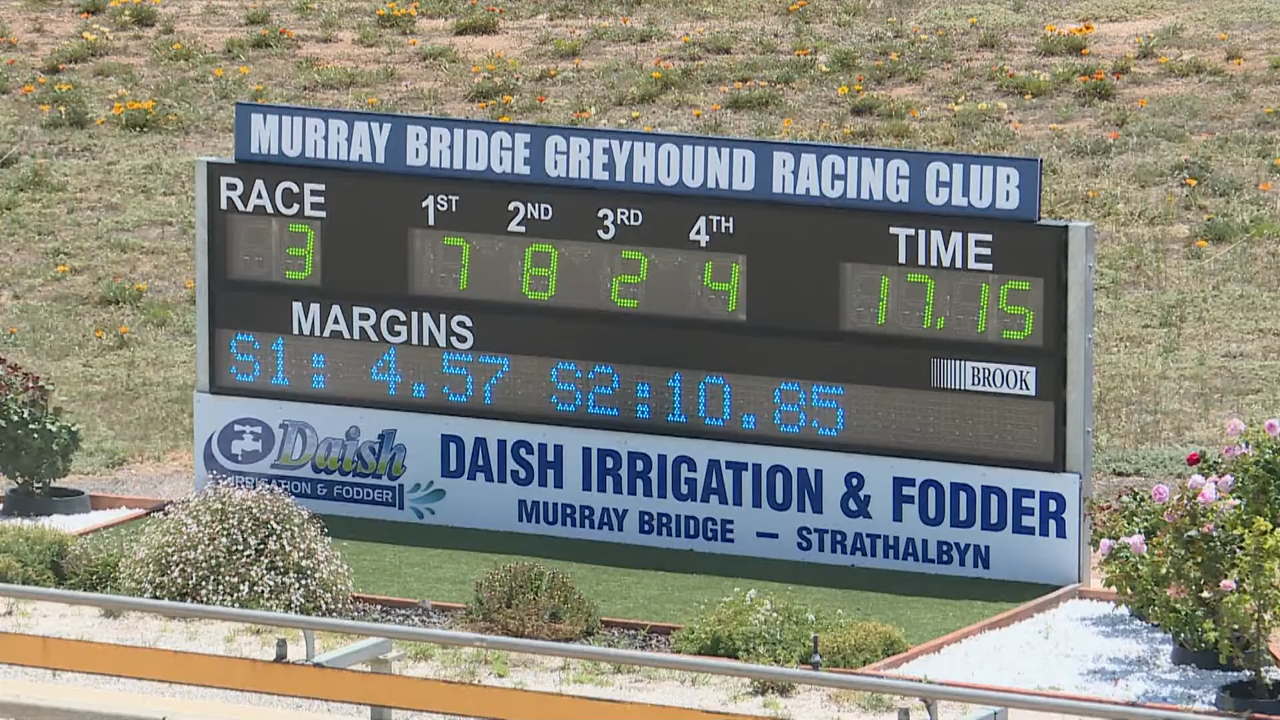 MURRAY BRIDGE GREYHOUND RACING CLUB
RACE 1ST 2ND 3RD 4TH TIME
3 7 8 2 4 17.15
MARGINS
BROOK
S1: 4.57 S2:10.85
Daish
IRRIGATION & FODDER
DAISH IRRIGATION & FODDER
MURRAY BRIDGE – STRATHALBYN